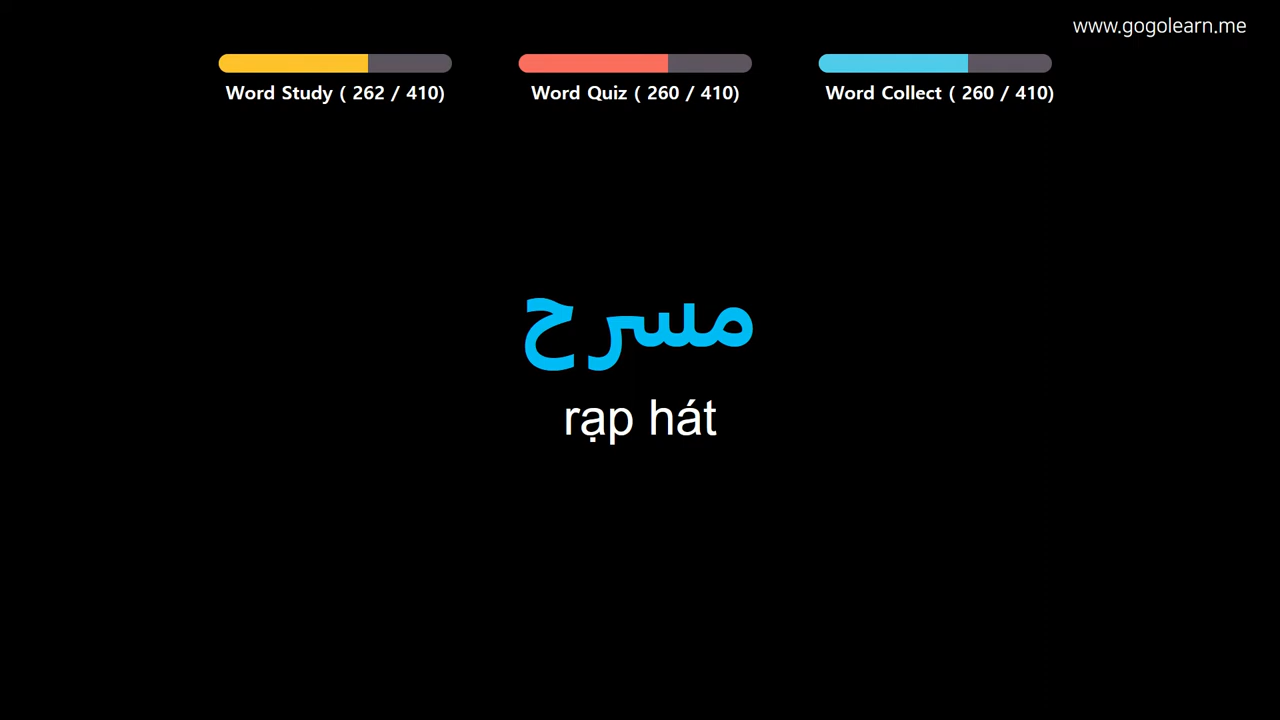 www.gogolearn.me
Word Study ( 262 / 410)
Word Quiz ( 260 / 410)
Word Collect ( 260 / 410)
مسرح
rạp hát